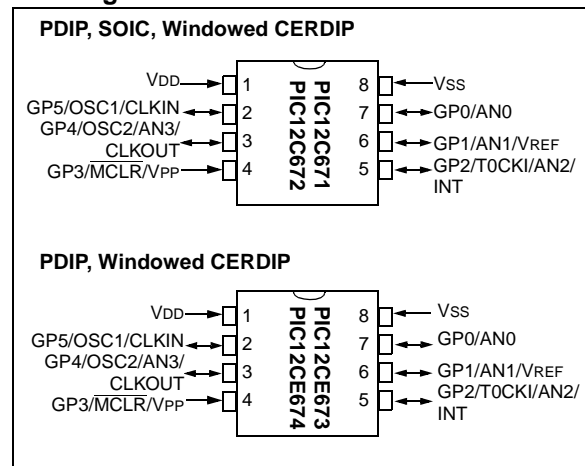 PDIP, SOIC, Windowed CERDIP
VDD
1
8
VSS
GP5/OSC1/CLKIN
2
7
GP0/AN0
GP4/OSC2/AN3/
CLKOUT
3
6
GP1/AN1/VREF
GP3/MCLR/VPP
4
5
GP2/T0CKI/AN2/
INT
PIC12C671
PIC12C672
PDIP, Windowed CERDIP
VDD
1
8
VSS
GP5/OSC1/CLKIN
2
7
GP0/AN0
GP4/OSC2/AN3/
CLKOUT
3
6
GP1/AN1/VREF
GP3/MCLR/VPP
4
5
GP2/T0CKI/AN2/
INT
PIC12CE673
PIC12CE674